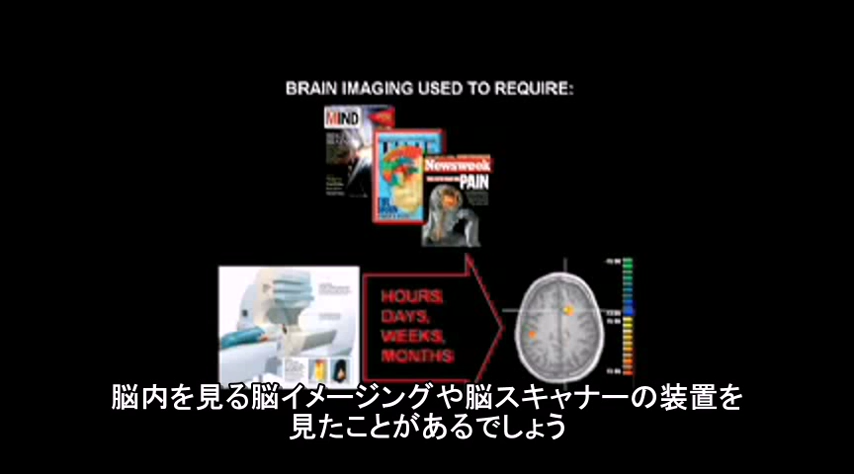 BRAIN IMAGING USED TO REQUIRE:
MIND
TIME
Newsweek
PAIN
HOURS,
DAYS,
WEEKS,
MONTHS
脳内を見る脳イメージングや脳スキャナーの装置を
見たことがあるでしょう